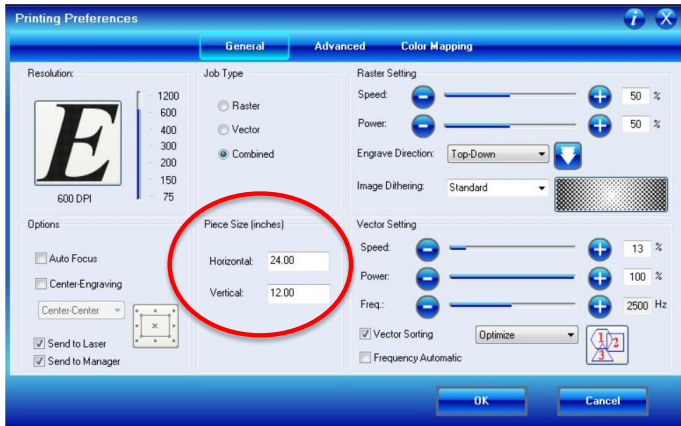 Printing Preferences
i X
General Advanced Color Mapping
Resolution:
E
1200
600
400
300
200
150
75
600 DPI
Job Type
Raster
Vector
Combined
Raster Setting
Speed: 50 %
Power: 50 %
Engrave Direction: Top-Down
Image Dithering: Standard
Options
Auto Focus
Center-Engraving
Center-Center
Send to Laser
Send to Manager
Piece Size (inches)
Horizontal: 24.00
Vertical: 12.00
Vector Setting
Speed: 13 %
Power: 100 %
Freq.: 2500 Hz
Vector Sorting Optimize
1 2
3
Frequency Automatic
OK Cancel